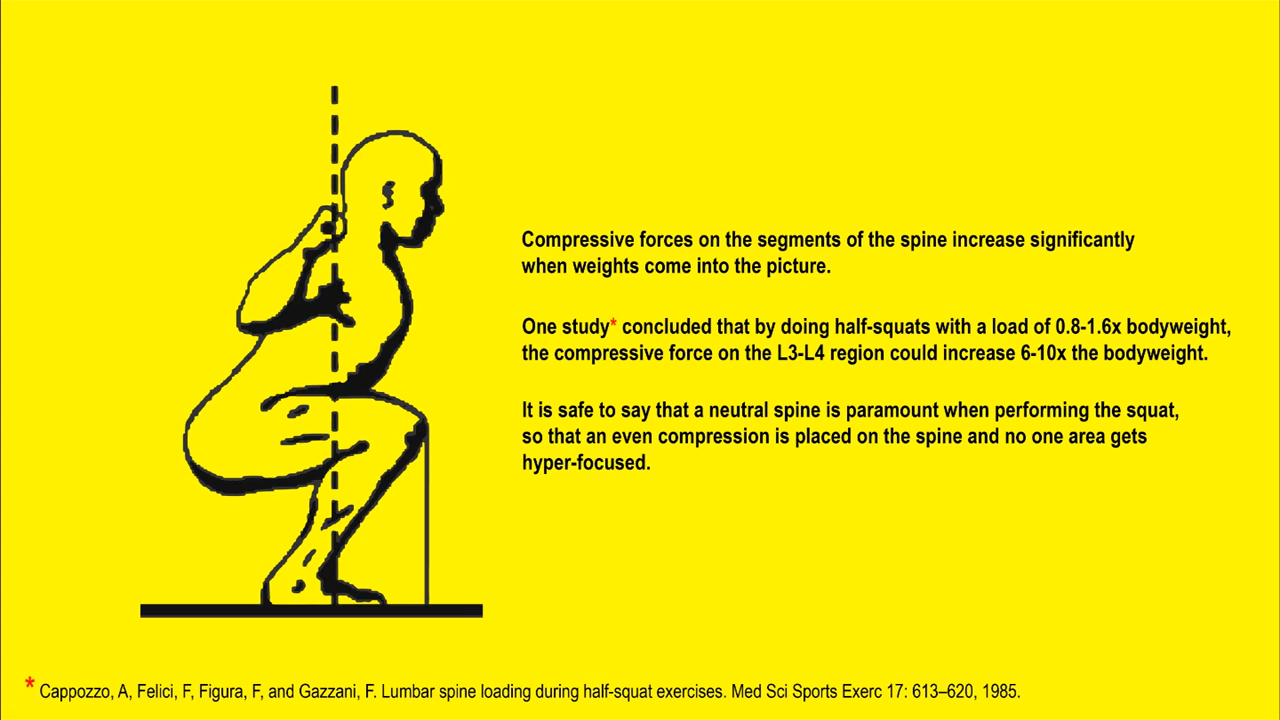 Compressive forces on the segments of the spine increase significantly
when weights come into the picture.
One study* concluded that by doing half-squats with a load of 0.8-1.6x bodyweight,
the compressive force on the L3-L4 region could increase 6-10x the bodyweight.
It is safe to say that a neutral spine is paramount when performing the squat,
so that an even compression is placed on the spine and no one area gets
hyper-focused.
* Cappozzo, A, Felici, F, Figura, F, and Gazzani, F. Lumbar spine loading during half-squat exercises. Med Sci Sports Exerc 17: 613–620, 1985.